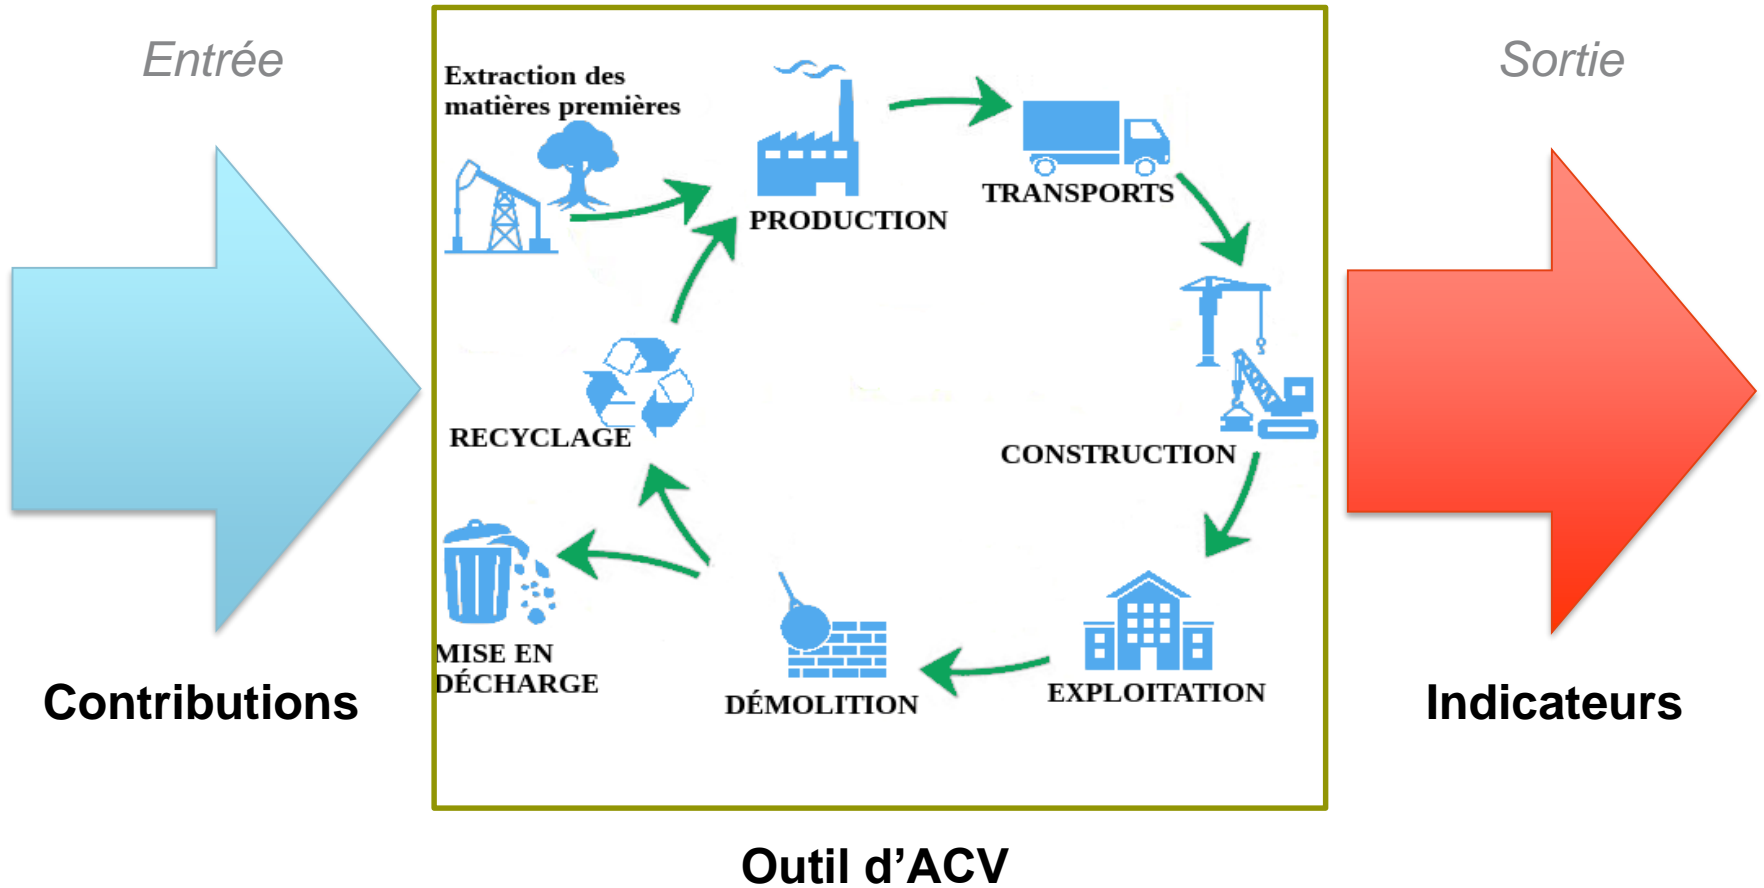 Entrée
Sortie
Extraction des
matières premières
PRODUCTION
TRANSPORTS
RECYCLAGE
CONSTRUCTION
MISE EN
DÉCHARGE
DÉMOLITION
EXPLOITATION
Contributions
Indicateurs
Outil d’ACV